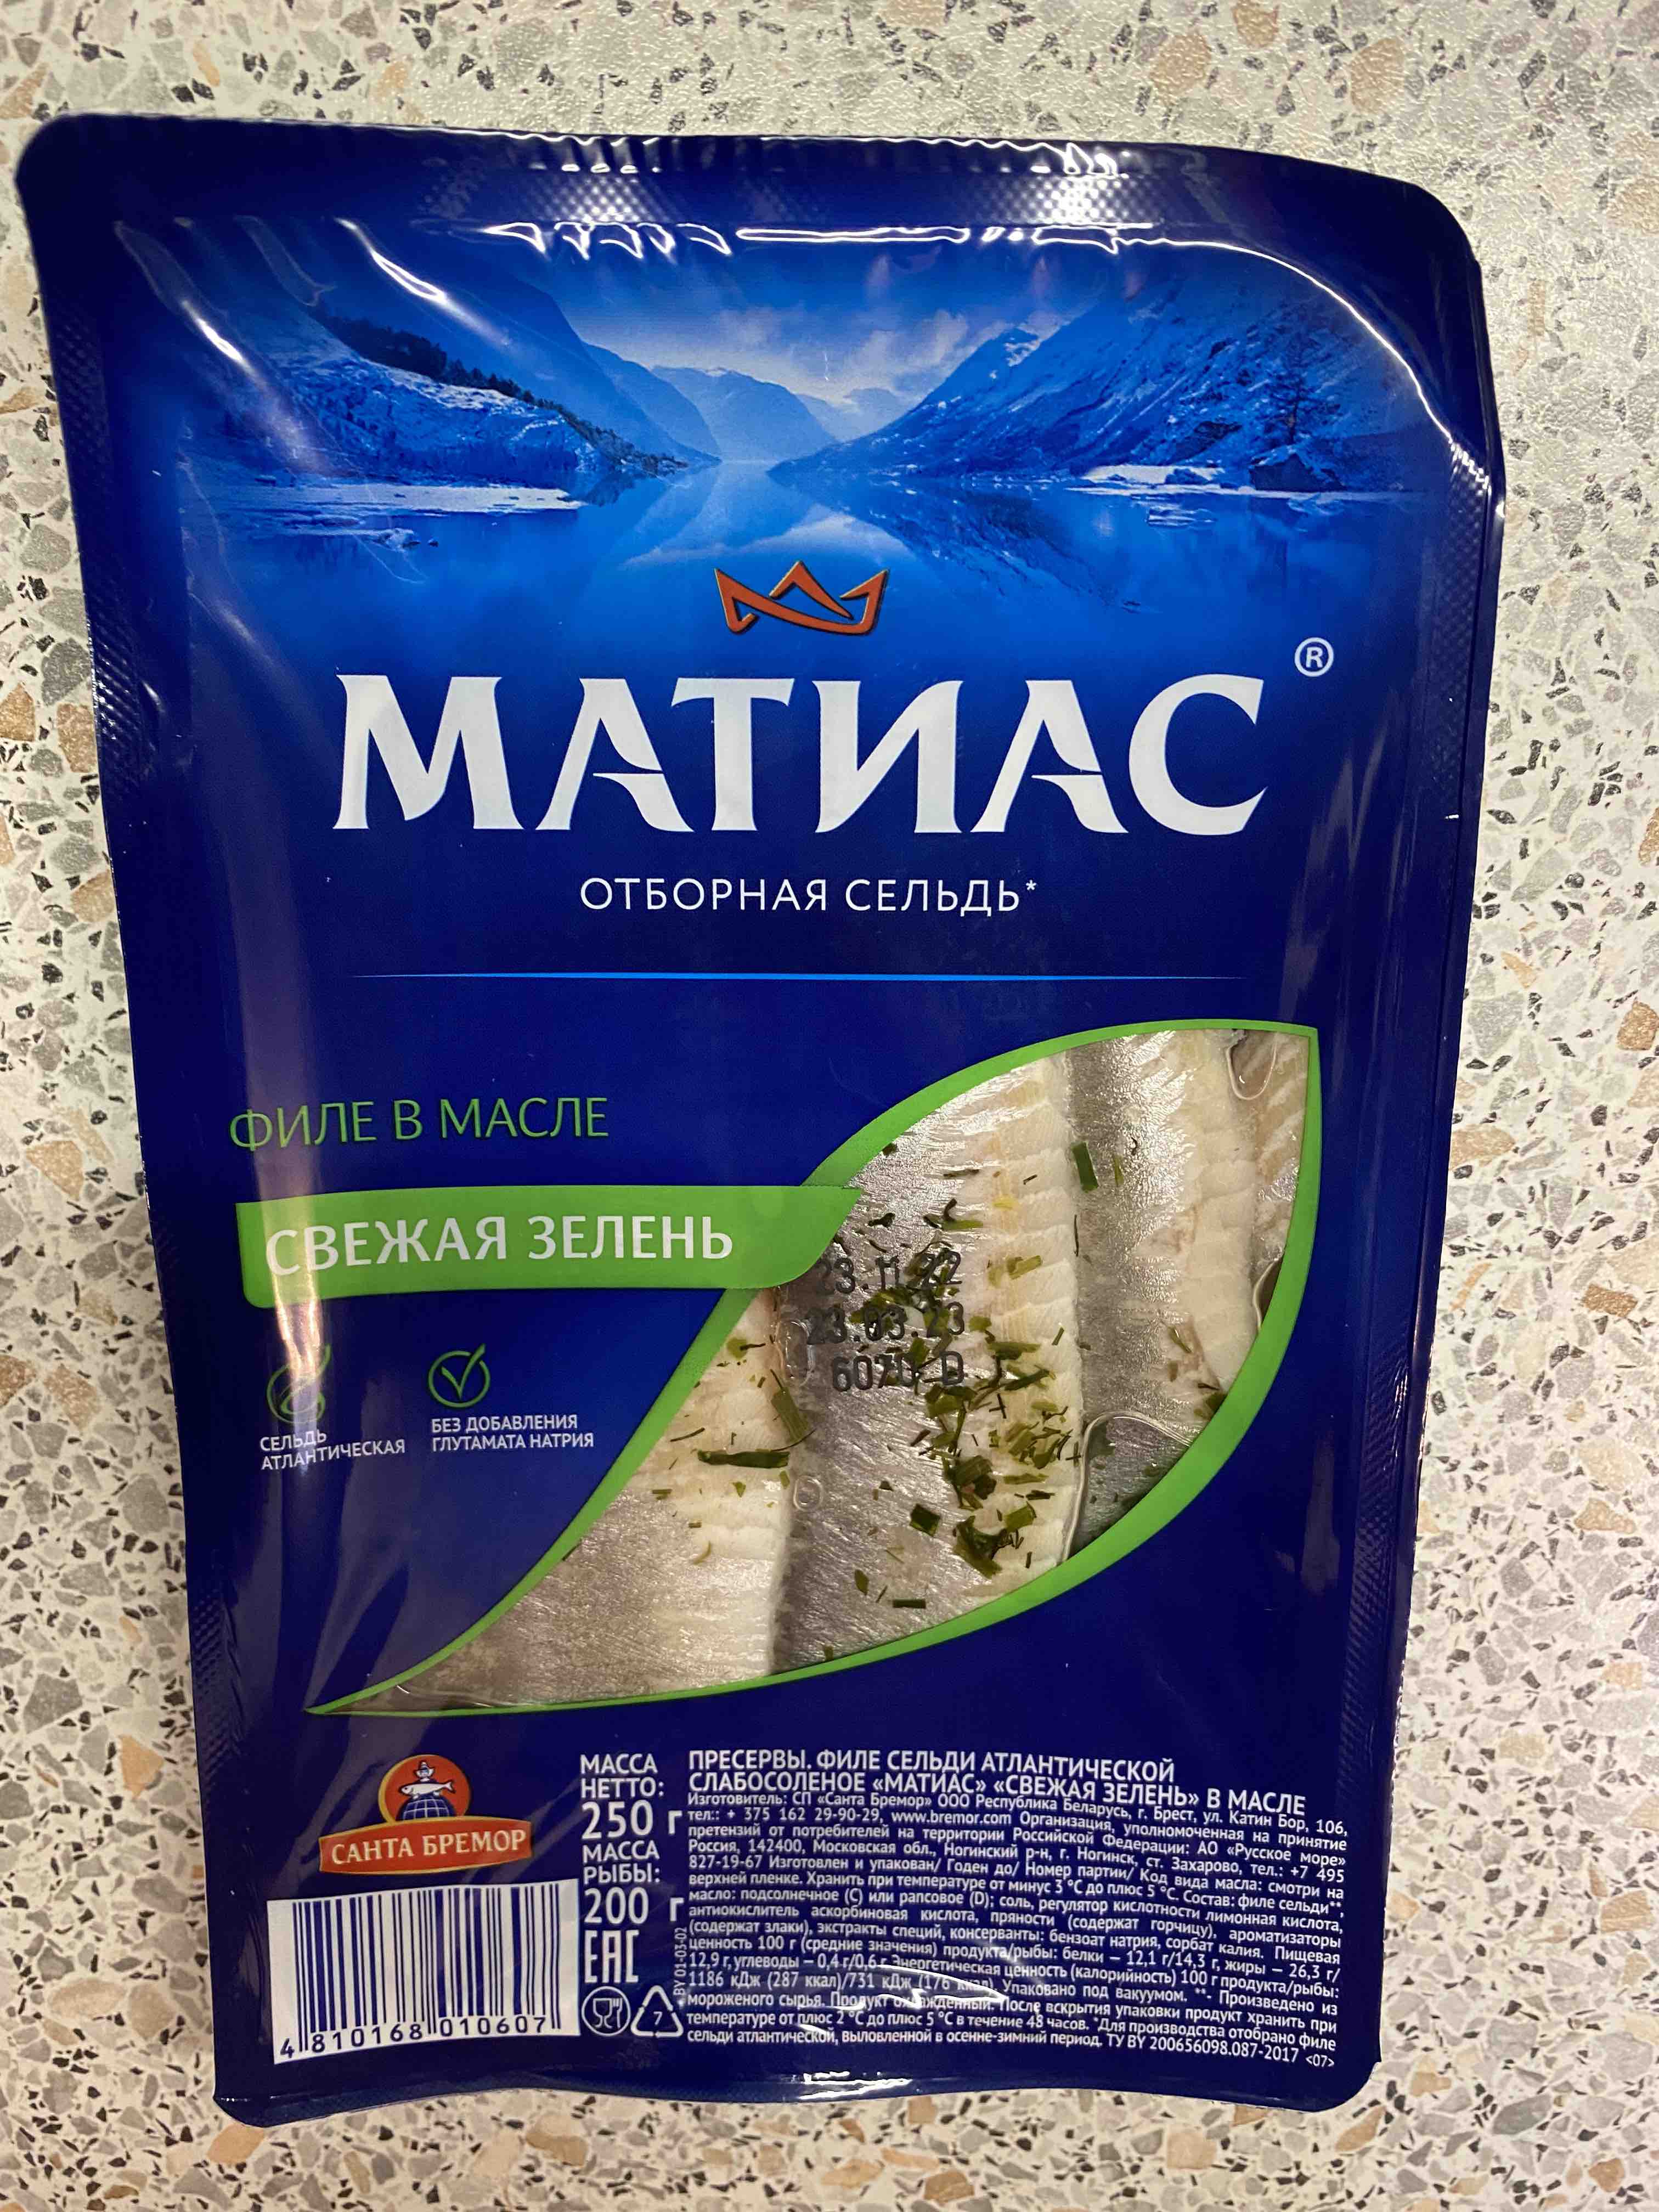 МАТИАС®
ОТБОРНАЯ СЕЛЬДЬ*
ФИЛЕ В МАСЛЕ
СВЕЖАЯ ЗЕЛЕНЬ
23.11.22
23.03.23
D
СЕЛЬДЬ
АТЛАНТИЧЕСКАЯ
БЕЗ ДОБАВЛЕНИЯ
ГЛУТАМАТА НАТРИЯ
САНТА БРЕМОР
4 810168 010607
МАССА
НЕТТО:
250 г
МАССА
РЫБЫ:
200 г
EAC
7
BY 01-03-02
ПРЕСЕРВЫ. ФИЛЕ СЕЛЬДИ АТЛАНТИЧЕСКОЙ
СЛАБОСОЛЕНОЕ «МАТИАС» «СВЕЖАЯ ЗЕЛЕНЬ» В МАСЛЕ
Изготовитель: СП «Санта Бремор» ООО Республика Беларусь, г. Брест, ул. Катин Бор, 106,
тел.: + 375 162 29-90-29, www.bremor.com Организация, уполномоченная на принятие
претензий от потребителей на территории Российской Федерации: АО «Русское море»
Россия, 142400, Московская обл., Ногинский р-н, г. Ногинск, ст. Захарово, тел.: +7 495
827-19-67 Изготовлен и упакован/ Годен до/ Номер партии/ Код вида масла: смотри на
верхней пленке. Хранить при температуре от минус 3 °С до плюс 5 °С. Состав: филе сельди**,
масло: подсолнечное (С) или рапсовое (D); соль, регулятор кислотности лимонная кислота,
антиокислитель аскорбиновая кислота, пряности (содержат горчицу), ароматизаторы
(содержат злаки), экстракты специй, консерванты: бензоат натрия, сорбат калия. Пищевая
ценность 100 г (средние значения) продукта/рыбы: белки – 12,1 г/14,3 г, жиры – 26,3 г/
12,9 г, углеводы – 0,4 г/0,6 г. Энергетическая ценность (калорийность) 100 г продукта/рыбы:
1186 кДж (287 ккал)/731 кДж (176 ккал). Упаковано под вакуумом. **- Произведено из
мороженого сырья. Продукт охлажденный. После вскрытия упаковки продукт хранить при
температуре от плюс 2 °С до плюс 5 °С в течение 48 часов. *Для производства отобрано филе
сельди атлантической, выловленной в осенне-зимний период. ТУ BY 200656098.087-2017 <07>